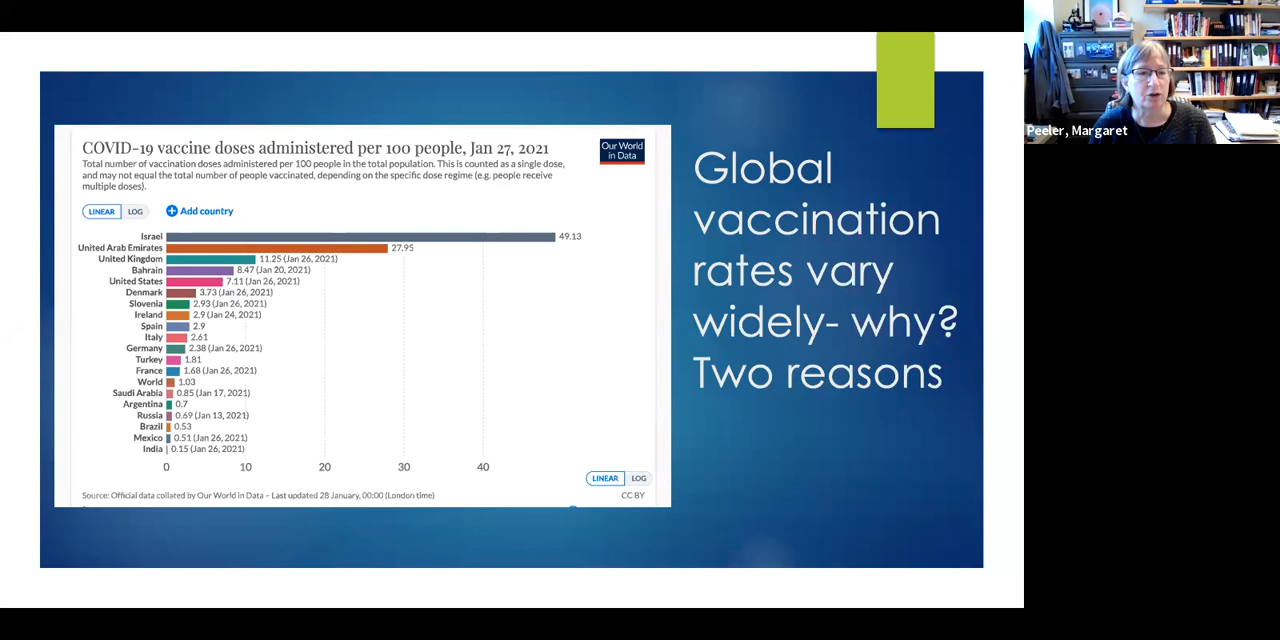 COVID-19 vaccine doses administered per 100 people, Jan 27, 2021
Total number of vaccination doses administered per 100 people in the total population. This is counted as a single dose,
and may not equal the total number of people vaccinated, depending on the specific dose regime (e.g. people receive
multiple doses).
Our World
in Data
LINEAR LOG Add country
Israel 49.13
United Arab Emirates 27.95
United Kingdom 11.25 (Jan 26, 2021)
Bahrain 8.47 (Jan 20, 2021)
United States 7.11 (Jan 26, 2021)
Denmark 3.73 (Jan 26, 2021)
Slovenia 2.93 (Jan 26, 2021)
Ireland 2.9 (Jan 24, 2021)
Spain 2.9
Italy 2.61
Germany 2.38 (Jan 26, 2021)
Turkey 1.81
France 1.68 (Jan 26, 2021)
World 1.03
Saudi Arabia 0.85 (Jan 17, 2021)
Argentina 0.7
Russia 0.69 (Jan 13, 2021)
Brazil 0.53
Mexico 0.51 (Jan 26, 2021)
India 0.15 (Jan 26, 2021)
0 10 20 30 40
LINEAR LOG
Source: Official data collated by Our World in Data – Last updated 28 January, 00:00 (London time)
CC BY
Global
vaccination
rates vary
widely- why?
Two reasons
Peeler, Margaret